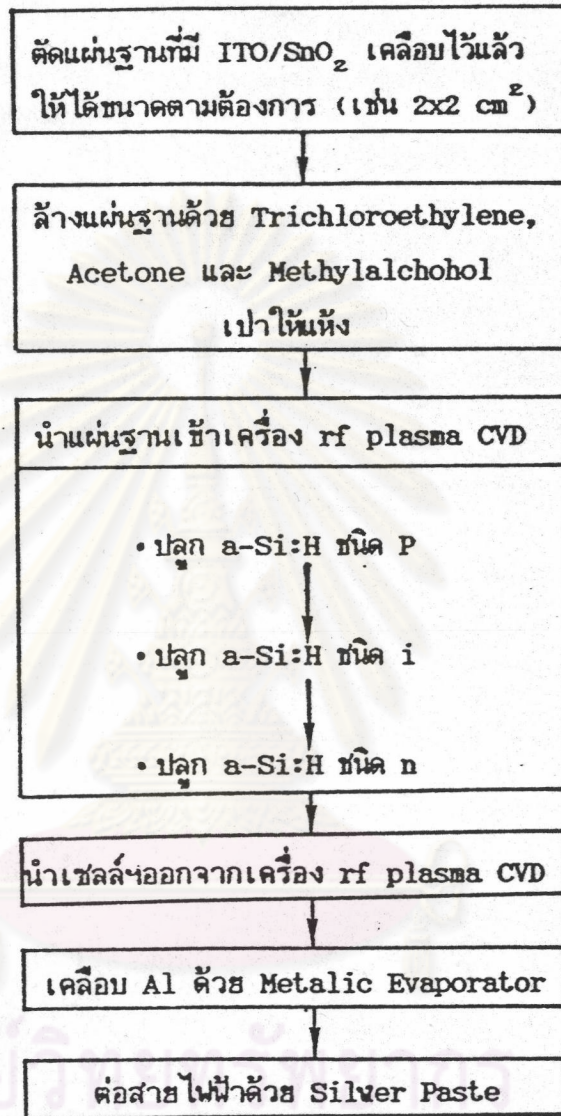 ตัดแผ่นฐานที่มี ITO/SnO₂ เคลือบไว้แล้ว
ให้ได้ขนาดตามต้องการ (เช่น 2x2 cm²)
ล้างแผ่นฐานด้วย Trichloroethylene,
Acetone และ Methylalchohol
เปาให้แห้ง
นำแผ่นฐานเข้าเครื่อง rf plasma CVD
• ปลูก a-Si:H ชนิด P
• ปลูก a-Si:H ชนิด i
• ปลูก a-Si:H ชนิด n
นำเซลล์ฯออกจากเครื่อง rf plasma CVD
เคลือบ Al ด้วย Metalic Evaporator
ต่อสายไฟฟ้าด้วย Silver Paste